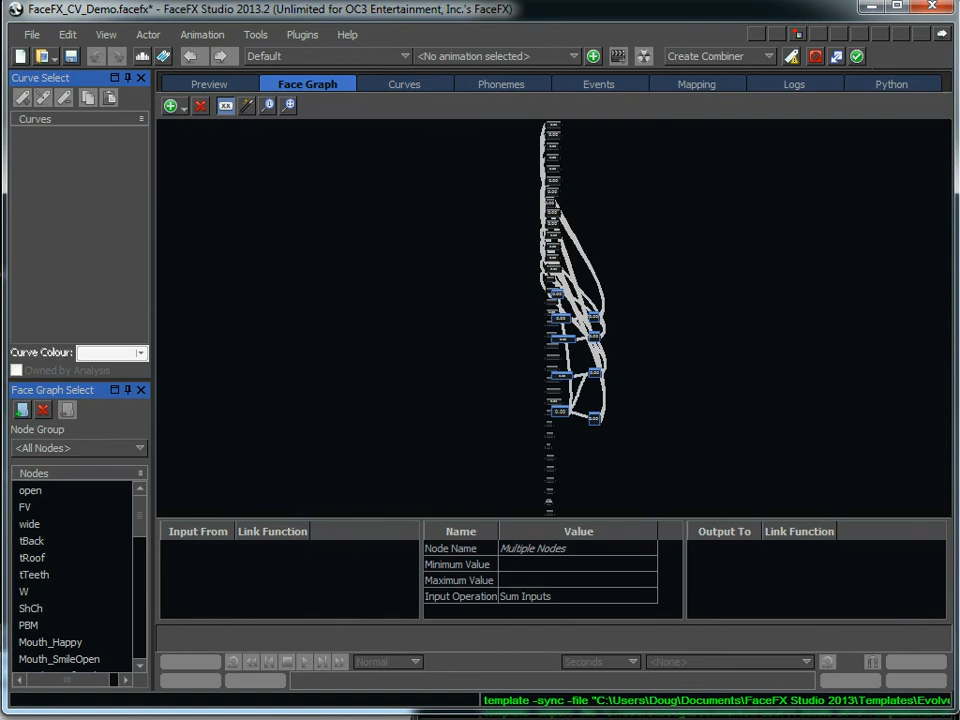 FaceFX_CV_Demo.facefx* - FaceFX Studio 2013.2 (Unlimited for OC3 Entertainment, Inc.'s FaceFX)
File Edit View Actor Animation Tools Plugins Help
Default <No animation selected> Create Combiner
Curve Select
Preview Face Graph Curves Phonemes Events Mapping Logs Python
XX
Curves
Curve Colour:
Owned by Analysis
Face Graph Select
Node Group
<All Nodes>
Nodes
open
FV
wide
tBack
tRoof
tTeeth
W
ShCh
PBM
Mouth_Happy
Mouth_SmileOpen
Input From Link Function
Name Value
Node Name Multiple Nodes
Minimum Value
Maximum Value
Input Operation Sum Inputs
Output To Link Function
Normal Seconds <None>
template -sync -file "C:\Users\Doug\Documents\FaceFX Studio 2013\Templates\Evolve